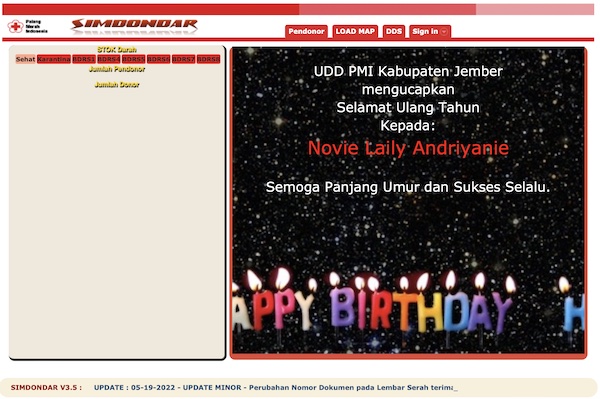 Palang
Merah
Indonesia
SIMDONDAR
Pendonor LOAD MAP DDS Sign in
STOK Darah
Sehat Karantina BDRS1 BDRS4 BDRS5 BDRS6 BDRS7 BDRS8
Jumlah Pendonor
Jumlah Donor
UDD PMI Kabupaten Jember
mengucapkan
Selamat Ulang Tahun
Kepada:
Novie Laily Andriyanie
Semoga Panjang Umur dan Sukses Selalu.
APPY BIRTHDAY H
SIMDONDAR V3.5 : UPDATE : 05-19-2022 - UPDATE MINOR - Perubahan Nomor Dokumen pada Lembar Serah terima_